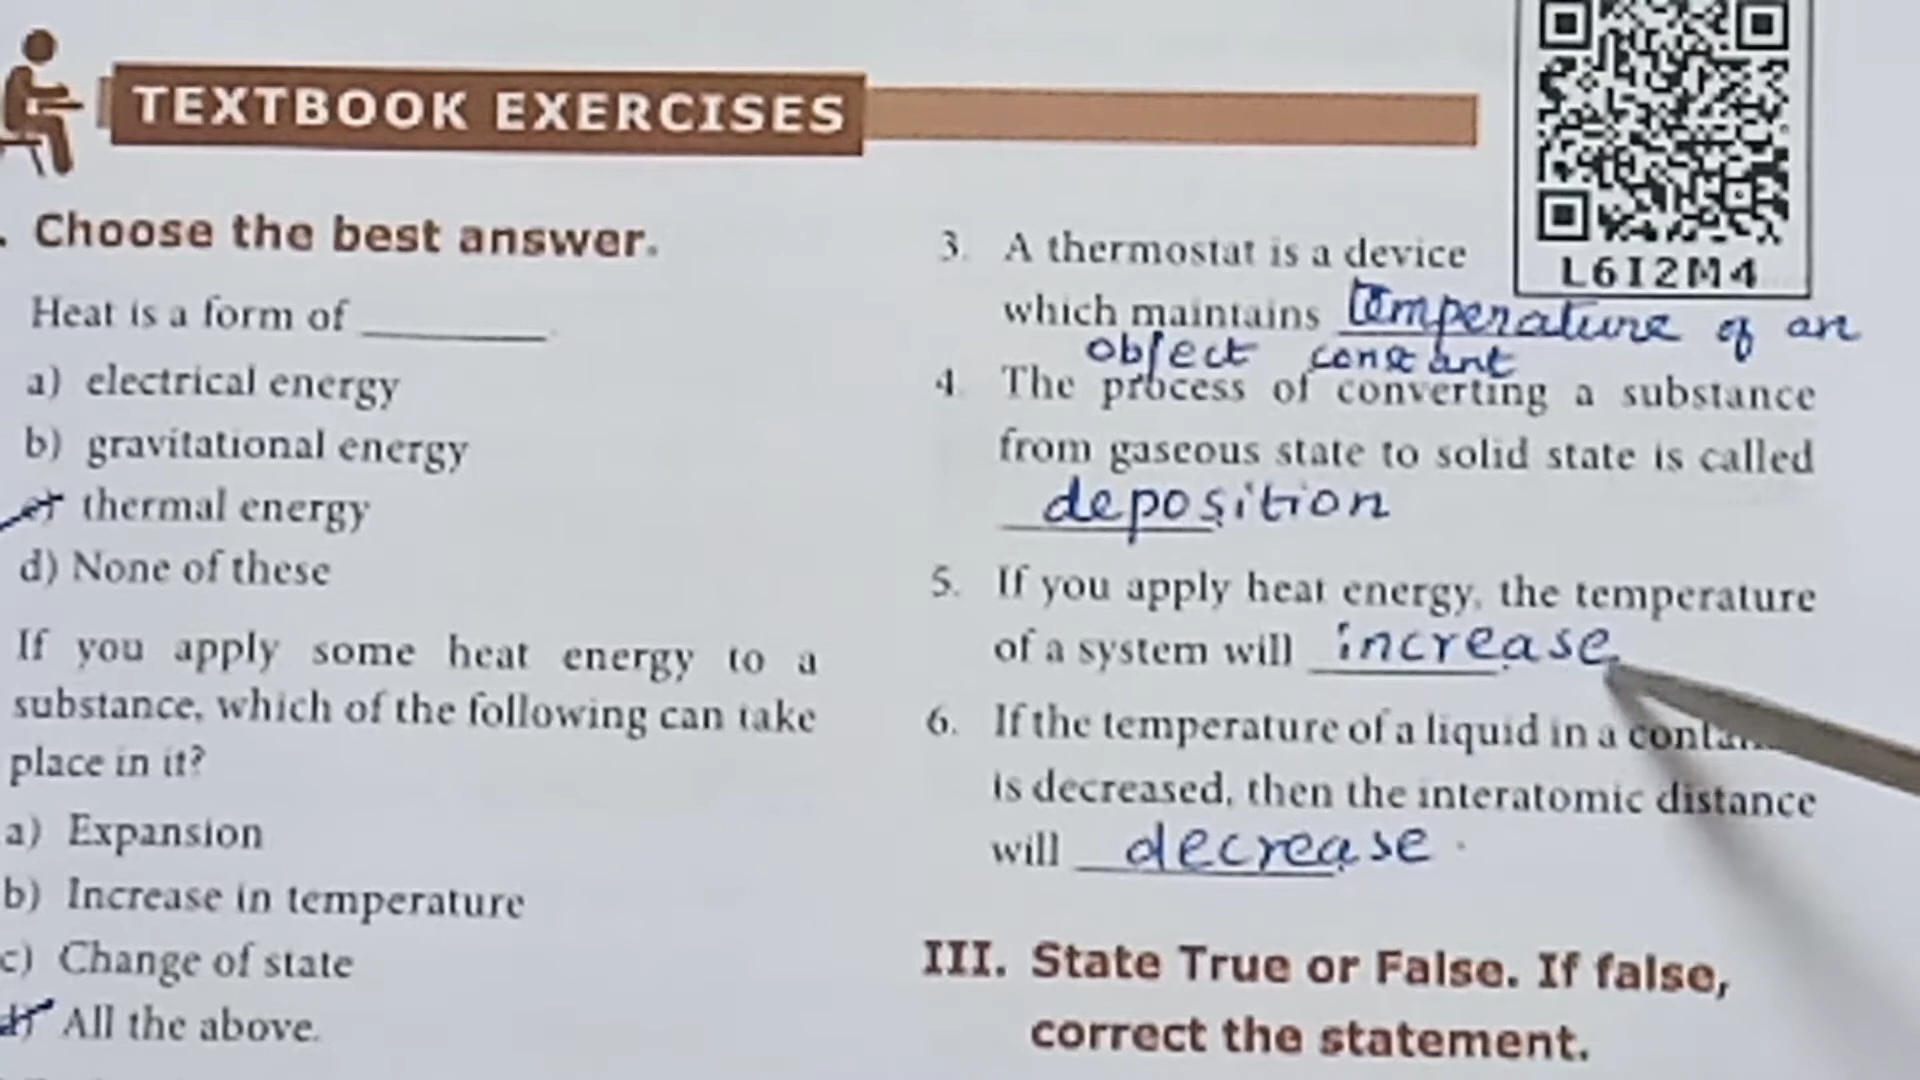 TEXTBOOK EXERCISES
L6I2M4
. Choose the best answer.
Heat is a form of
a) electrical energy
b) gravitational energy
c) thermal energy
d) None of these
If you apply some heat energy to a
substance, which of the following can take
place in it?
a) Expansion
b) Increase in temperature
c) Change of state
d) All the above.
3. A thermostat is a device
which maintains temperature of an
object constant
4. The process of converting a substance
from gaseous state to solid state is called
deposition
5. If you apply heat energy, the temperature
of a system will increase
6. If the temperature of a liquid in a
is decreased, then the interatomic distance
will decrease .
III. State True or False. If false,
correct the statement.